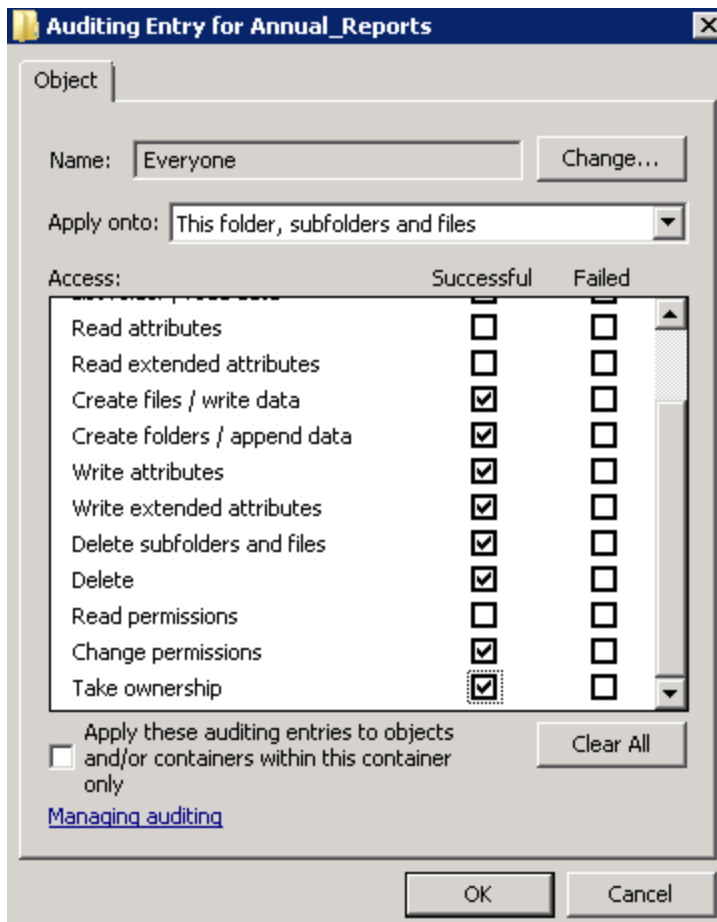 Auditing Entry for Annual_Reports
Object
Name: Everyone Change...
Apply onto: This folder, subfolders and files
Access: Successful Failed
Read attributes
Read extended attributes
Create files / write data
Create folders / append data
Write attributes
Write extended attributes
Delete subfolders and files
Delete
Read permissions
Change permissions
Take ownership
Apply these auditing entries to objects
and/or containers within this container
only
Clear All
Managing auditing
OK Cancel